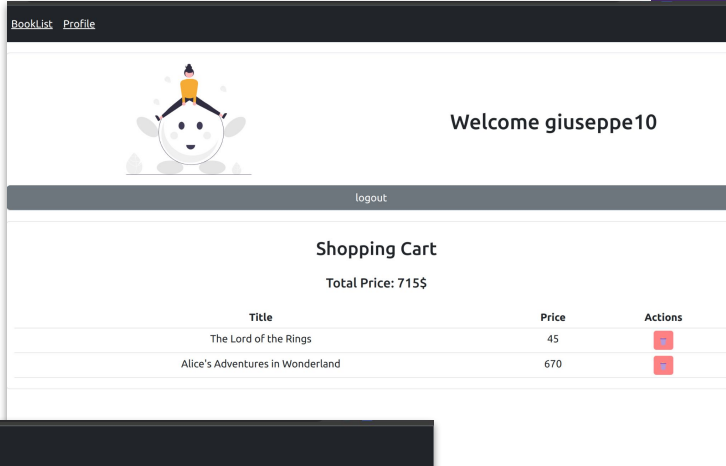 BookList Profile
Welcome giuseppe10
logout
Shopping Cart
Total Price: 715$
Title Price Actions
The Lord of the Rings 45
Alice's Adventures in Wonderland 670